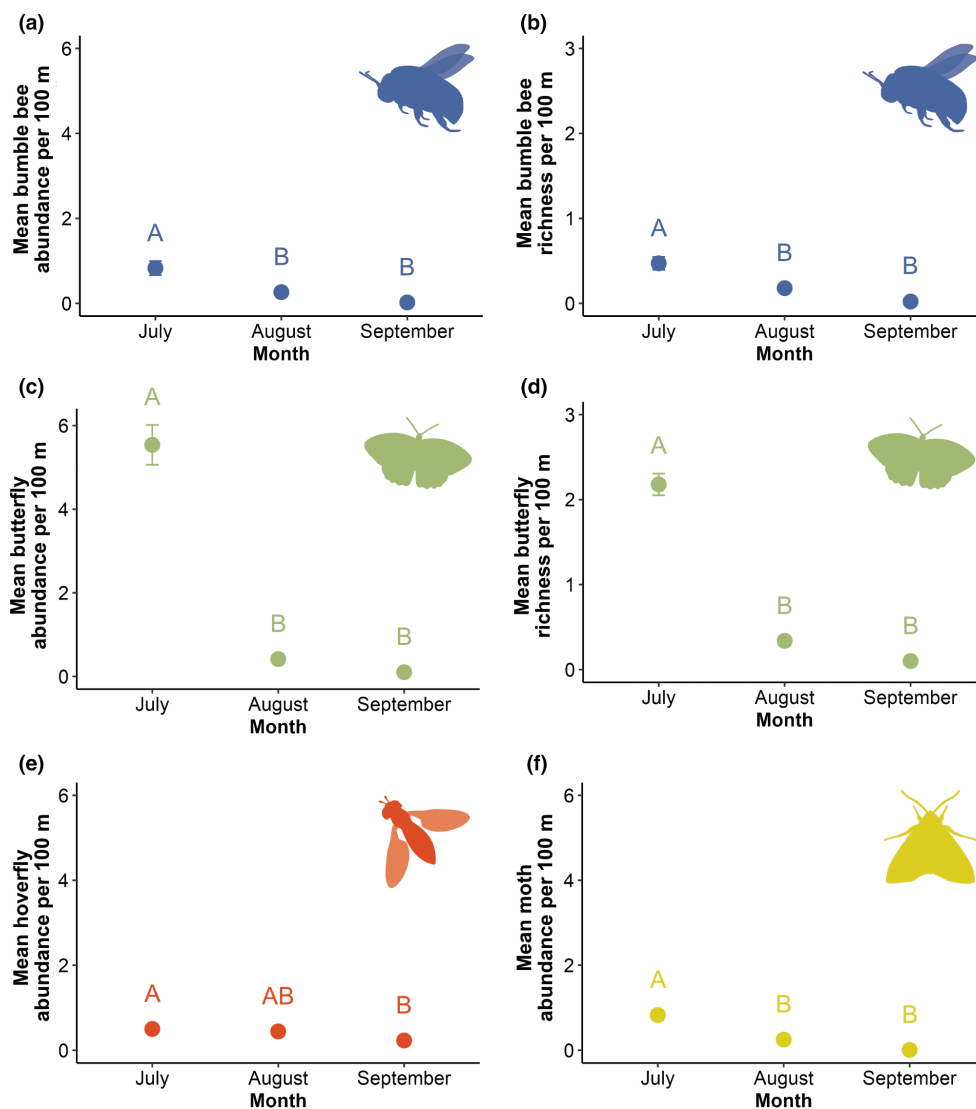 (a)
Mean bumble bee
abundance per 100 m
6
4
2
0
A
B
B
July August September
Month
(b)
Mean bumble bee
richness per 100 m
3
2
1
0
A
B
B
July August September
Month
(c)
Mean butterfly
abundance per 100 m
6
4
2
0
A
B
B
July August September
Month
(d)
Mean butterfly
richness per 100 m
3
2
1
0
A
B
B
July August September
Month
(e)
Mean hoverfly
abundance per 100 m
6
4
2
0
A
AB
B
July August September
Month
(f)
Mean moth
abundance per 100 m
6
4
2
0
A
B
B
July August September
Month